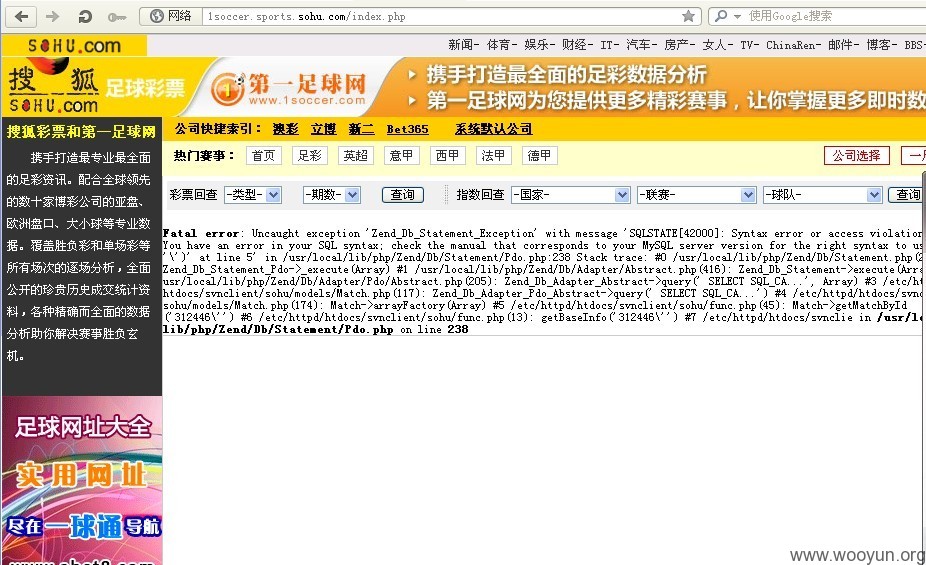 网络
1soccer.sports.sohu.com/index.php
使用Google搜索
SOHU.com
新闻- 体育- 娱乐- 财经- IT- 汽车- 房产- 女人- TV- ChinaRen- 邮件- 博客- BBS-
搜狐
SOHU.com
足球彩票
第一足球网
www.1soccer.com
携手打造最全面的足彩数据分析
第一足球网为您提供更多精彩赛事，让你掌握更多即时数
搜狐彩票和第一足球网
携手打造最专业最全面
的足彩资讯。配合全球领先
的数十家博彩公司的亚盘、
欧洲盘口、大小球等专业数
据。覆盖胜负彩和单场彩等
所有场次的逐场分析，全面
公开的珍贵历史成交统计资
料，各种精确而全面的数据
分析助你解决赛事胜负玄
机。
公司快捷索引： 澳彩 立博 新二 Bet365 系统默认公司
热门赛事： 首页 足彩 英超 意甲 西甲 法甲 德甲 公司选择
彩票回查 -类型- -期数- 查询 指数回查 -国家- -联赛- -球队- 查询
Fatal error: Uncaught exception 'Zend_Db_Statement_Exception' with message 'SQLSTATE[42000]: Syntax error or access violation
You have an error in your SQL syntax; check the manual that corresponds to your MySQL server version for the right syntax to us
'\')' at line 5' in /usr/local/lib/php/Zend/Db/Statement/Pdo.php:238 Stack trace: #0 /usr/local/lib/php/Zend/Db/Statement.php(2
Zend_Db_Statement_Pdo->_execute(Array) #1 /usr/local/lib/php/Zend/Db/Adapter/Abstract.php(416): Zend_Db_Statement->execute(Arra
/usr/local/lib/php/Zend/Db/Adapter/Pdo/Abstract.php(205): Zend_Db_Adapter_Abstract->query(' SELECT SQL_CA...', Array) #3 /etc/ht
htdocs/svnclient/sohu/models/Match.php(117): Zend_Db_Adapter_Pdo_Abstract->query(' SELECT SQL_CA...') #4 /etc/httpd/htdocs/svnc
sohu/models/Match.php(174): Match->arrayFactory(Array) #5 /etc/httpd/htdocs/svnclient/sohu/func.php(45): Match->getMatchById
('312446\'') #6 /etc/httpd/htdocs/svnclient/sohu/func.php(13): getBaseInfo('312446\'') #7 /etc/httpd/htdocs/svnclie in /usr/lo
lib/php/Zend/Db/Statement/Pdo.php on line 238
足球网址大全
实用网址
尽在一球通导航
www.wooyun.org